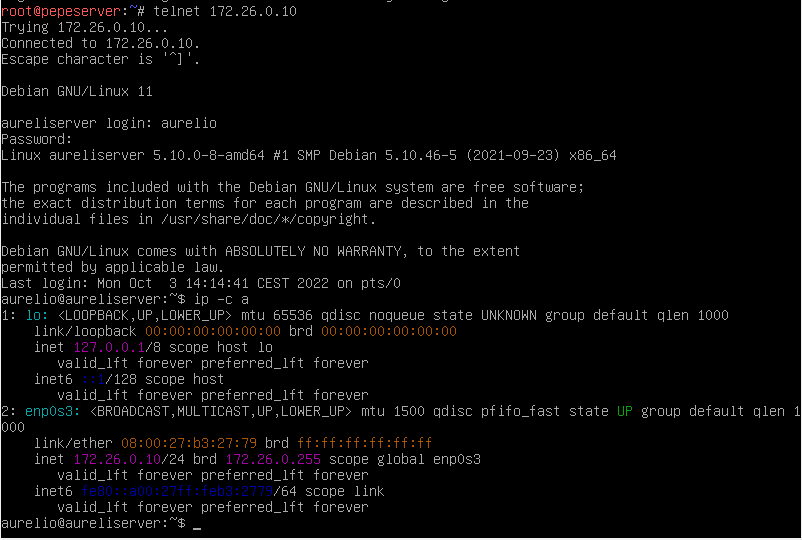 root@pepeserver:~# telnet 172.26.0.10
Trying 172.26.0.10...
Connected to 172.26.0.10.
Escape character is '^]'.
Debian GNU/Linux 11
aureliserver login: aurelio
Password:
Linux aureliserver 5.10.0-8-amd64 #1 SMP Debian 5.10.46-5 (2021-09-23) x86_64
The programs included with the Debian GNU/Linux system are free software;
the exact distribution terms for each program are described in the
individual files in /usr/share/doc/*/copyright.
Debian GNU/Linux comes with ABSOLUTELY NO WARRANTY, to the extent
permitted by applicable law.
Last login: Mon Oct  3 14:14:41 CEST 2022 on pts/0
aurelio@aureliserver:~$ ip -c a
1: lo: <LOOPBACK,UP,LOWER_UP> mtu 65536 qdisc noqueue state UNKNOWN group default qlen 1000
    link/loopback 00:00:00:00:00:00 brd 00:00:00:00:00:00
    inet 127.0.0.1/8 scope host lo
       valid_lft forever preferred_lft forever
    inet6 ::1/128 scope host
       valid_lft forever preferred_lft forever
2: enp0s3: <BROADCAST,MULTICAST,UP,LOWER_UP> mtu 1500 qdisc pfifo_fast state UP group default qlen 1
000
    link/ether 08:00:27:b3:27:79 brd ff:ff:ff:ff:ff:ff
    inet 172.26.0.10/24 brd 172.26.0.255 scope global enp0s3
       valid_lft forever preferred_lft forever
    inet6 fe80::a00:27ff:feb3:2779/64 scope link
       valid_lft forever preferred_lft forever
aurelio@aureliserver:~$ _